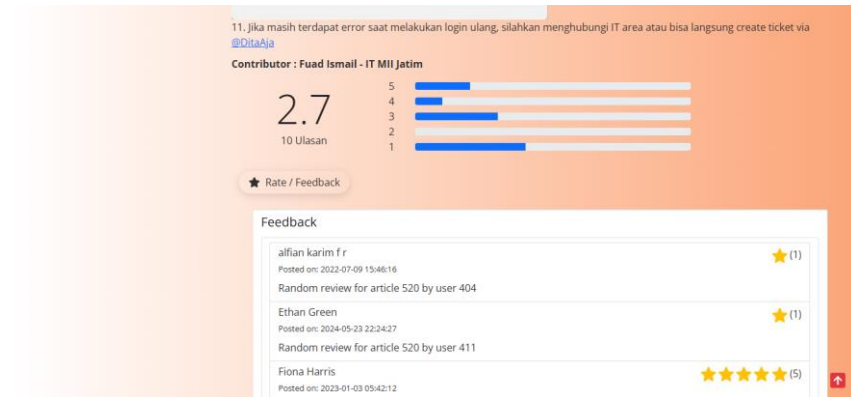 11. Jika masih terdapat error saat melakukan login ulang, silahkan menghubungi IT area atau bisa langsung create ticket via
@DitaAja
Contributor : Fuad Ismail - IT MII Jatim
2.7
10 Ulasan
5
4
3
2
1
Rate / Feedback
Feedback
alfian karim f r
(1)
Posted on: 2022-07-09 15:46:16
Random review for article 520 by user 404
Ethan Green
(1)
Posted on: 2024-05-23 22:24:27
Random review for article 520 by user 411
Fiona Harris
(5)
Posted on: 2023-01-03 05:42:12